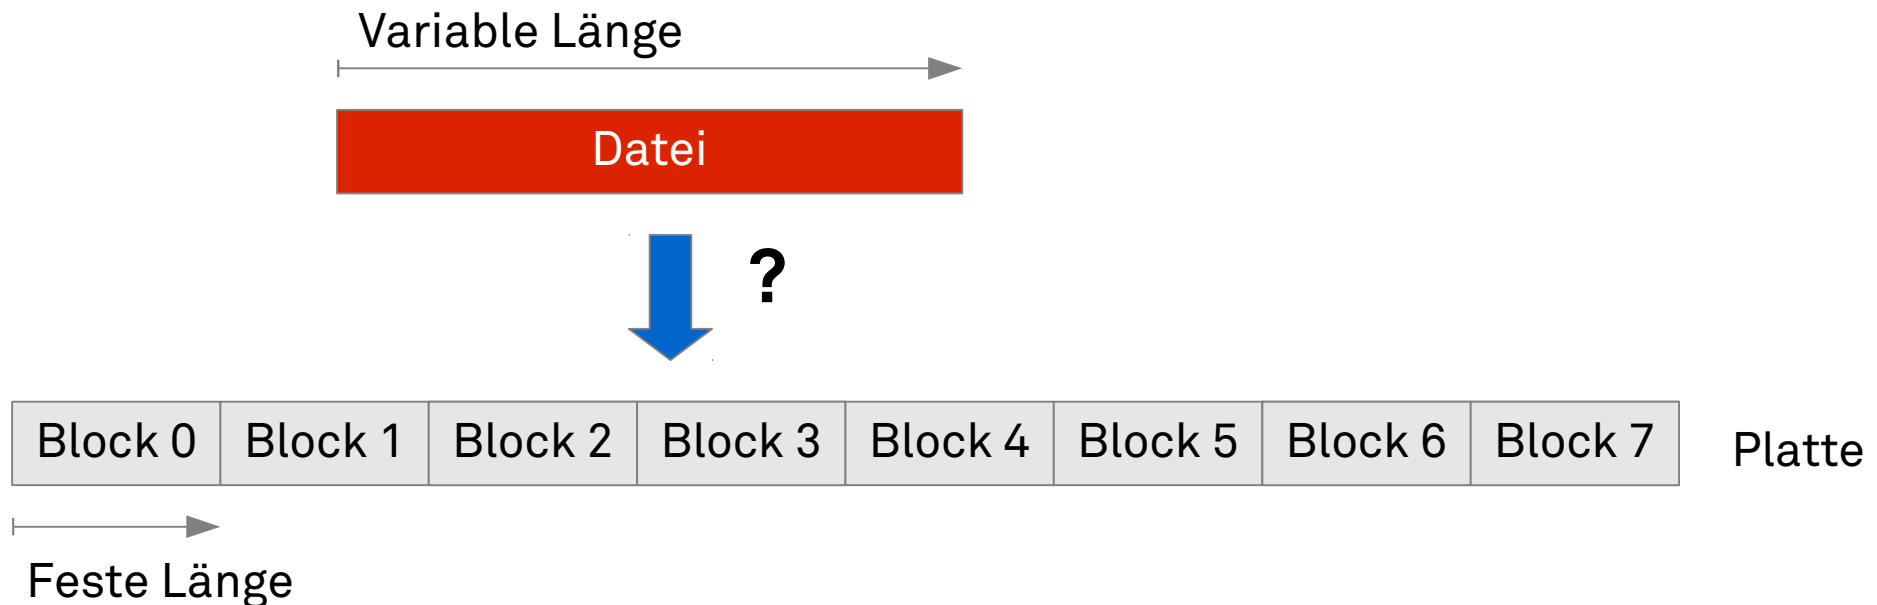 Variable Länge
Datei
?
Block 0 Block 1 Block 2 Block 3 Block 4 Block 5 Block 6 Block 7 Platte
Feste Länge